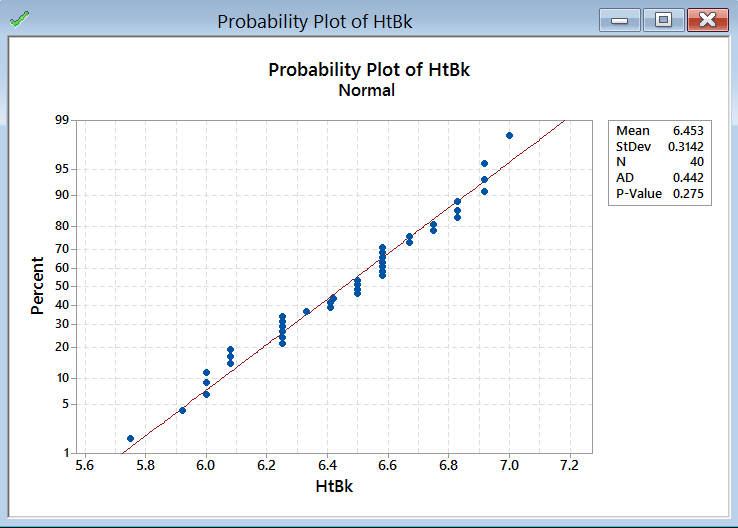 Probability Plot of HtBk
Probability Plot of HtBk
Normal
99
95
90
80
70
60
50
40
30
20
10
5
1
Percent
5.6 5.8 6.0 6.2 6.4 6.6 6.8 7.0 7.2
HtBk
Mean 6.453
StDev 0.3142
N 40
AD 0.442
P-Value 0.275